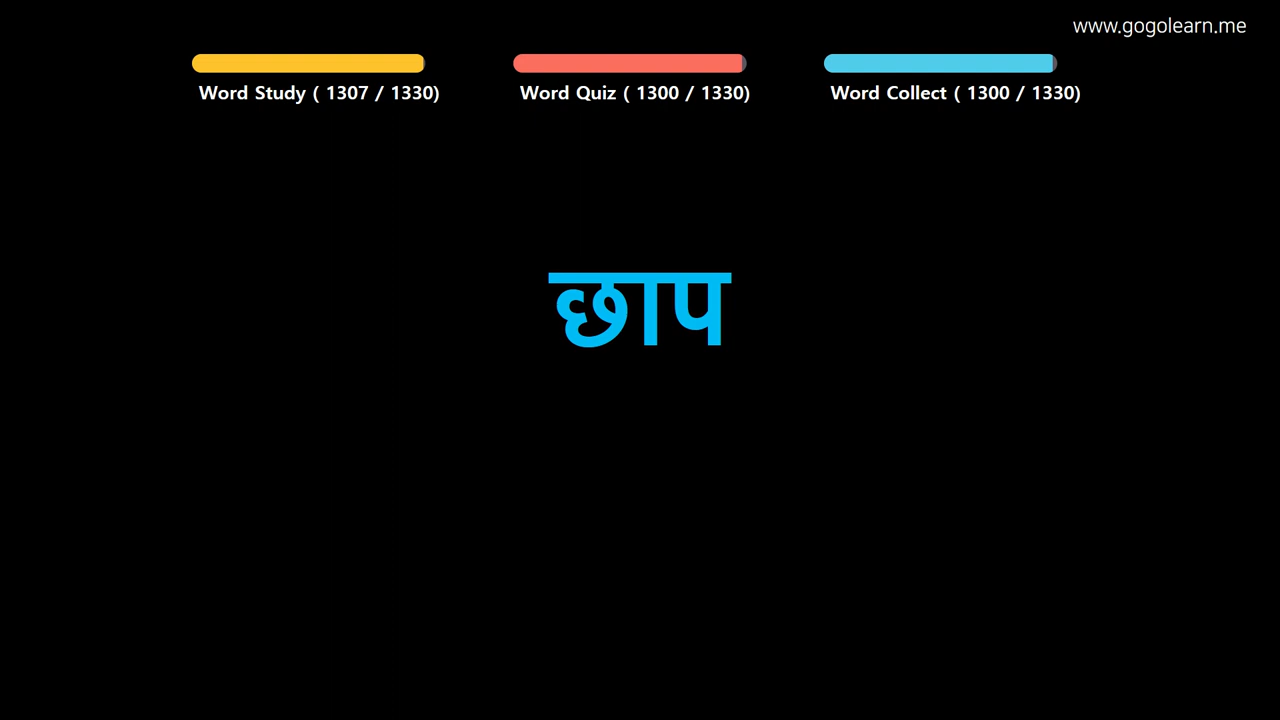 www.gogolearn.me
Word Study ( 1307 / 1330)
Word Quiz ( 1300 / 1330)
Word Collect ( 1300 / 1330)
छाप